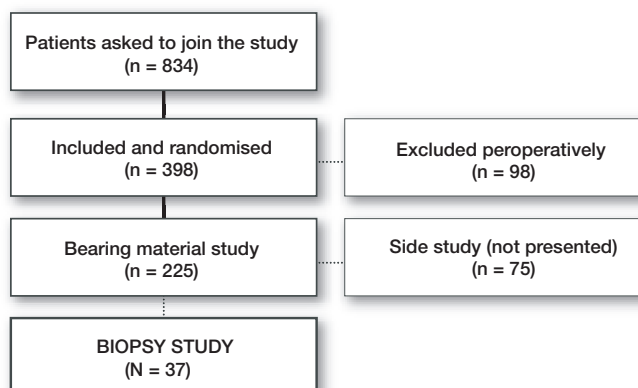 Patients asked to join the study
(n = 834)
Included and randomised
(n = 398)
Excluded peroperatively
(n = 98)
Bearing material study
(n = 225)
Side study (not presented)
(n = 75)
BIOPSY STUDY
(N = 37)